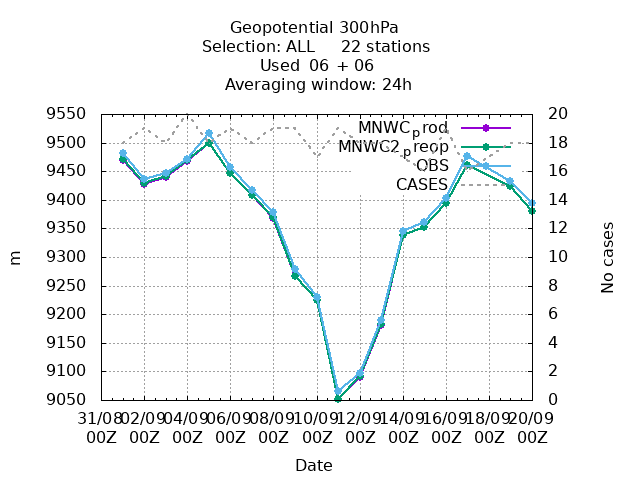 Geopotential 300hPa
Selection: ALL 22 stations
Used 06 + 06
Averaging window: 24h
9550
9500
9450
9400
9350
9300
9250
9200
9150
9100
9050
20
18
16
14
12
10
8
6
4
2
0
MNWC_prod
MNWC2_preop
OBS
CASES
m
No cases
31/08 02/09 04/09 06/09 08/09 10/09 12/09 14/09 16/09 18/09 20/09
00Z 00Z 00Z 00Z 00Z 00Z 00Z 00Z 00Z 00Z 00Z
Date